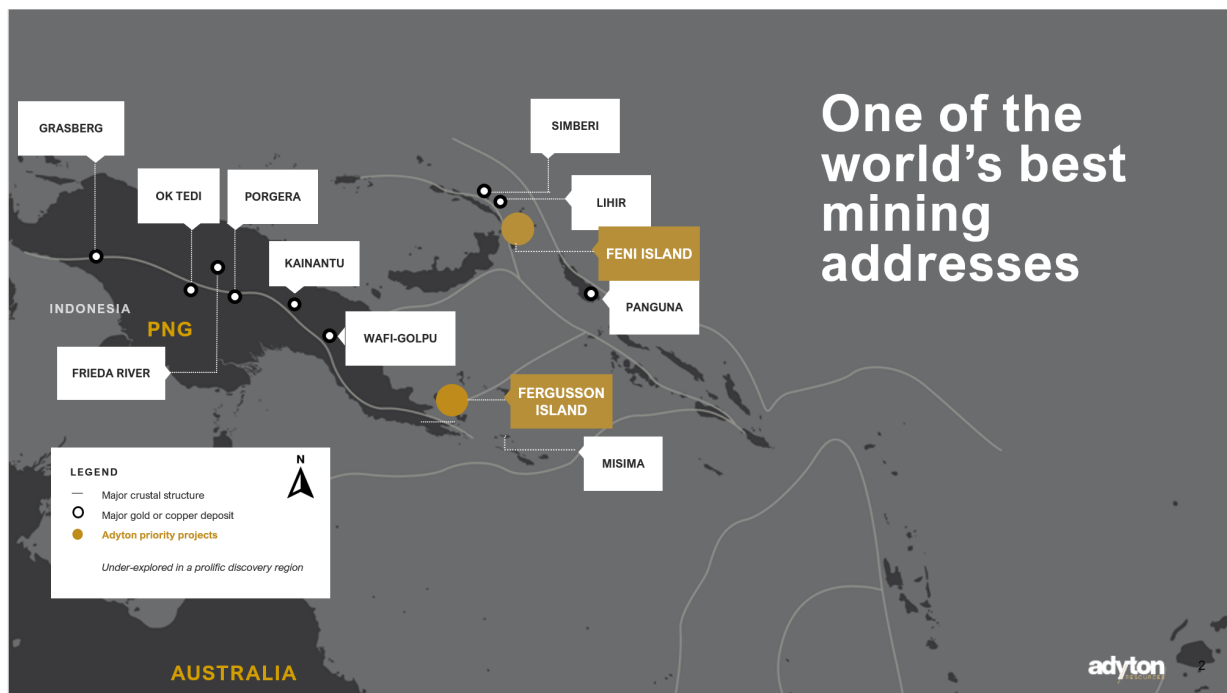 One of the
world’s best
mining
addresses
GRASBERG
SIMBERI
OK TEDI
PORGERA
LIHIR
FENI ISLAND
KAINANTU
INDONESIA
PNG
PANGUNA
WAFI-GOLPU
FRIEDA RIVER
FERGUSSON
ISLAND
MISIMA
LEGEND
N
Major crustal structure
Major gold or copper deposit
Adyton priority projects
Under-explored in a prolific discovery region
AUSTRALIA
adyton
RESOURCES
2